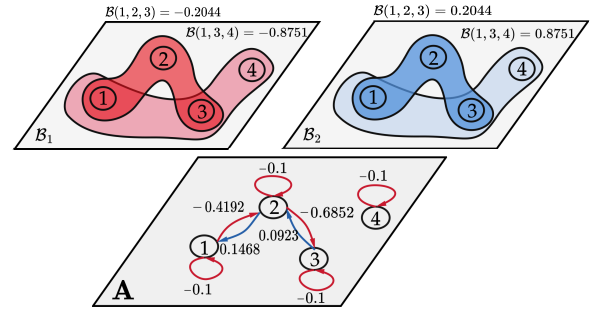 𝓑(1, 2, 3) = −0.2044
𝓑(1, 3, 4) = −0.8751
1
2
3
4
𝓑₁
𝓑(1, 2, 3) = 0.2044
𝓑(1, 3, 4) = 0.8751
1
2
3
4
𝓑₂
−0.1
−0.1
−0.4192
2
−0.6852
4
1
0.1468
0.0923
3
−0.1
−0.1
A